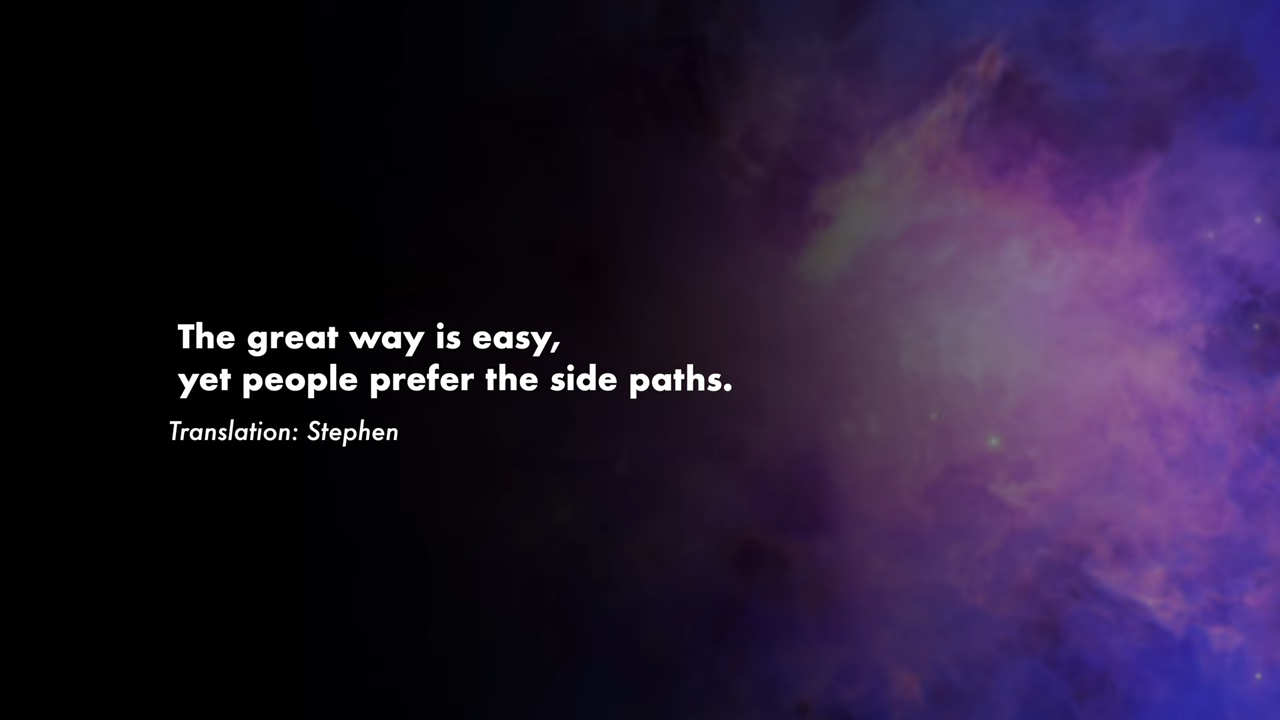 The great way is easy,
yet people prefer the side paths.
Translation: Stephen